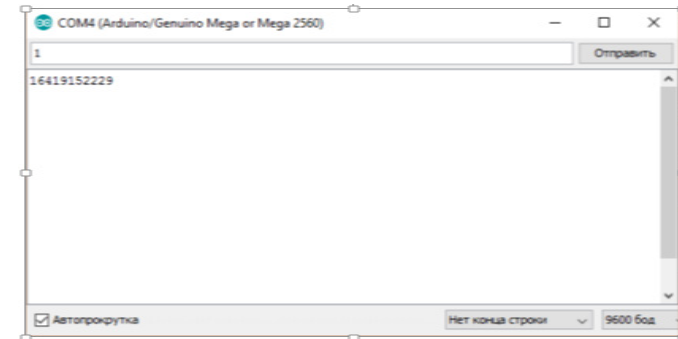 COM4 (Arduino/Genuino Mega or Mega 2560)
1
Отправить
16419152229
Автопрокрутка
Нет конца строки
9600 бод